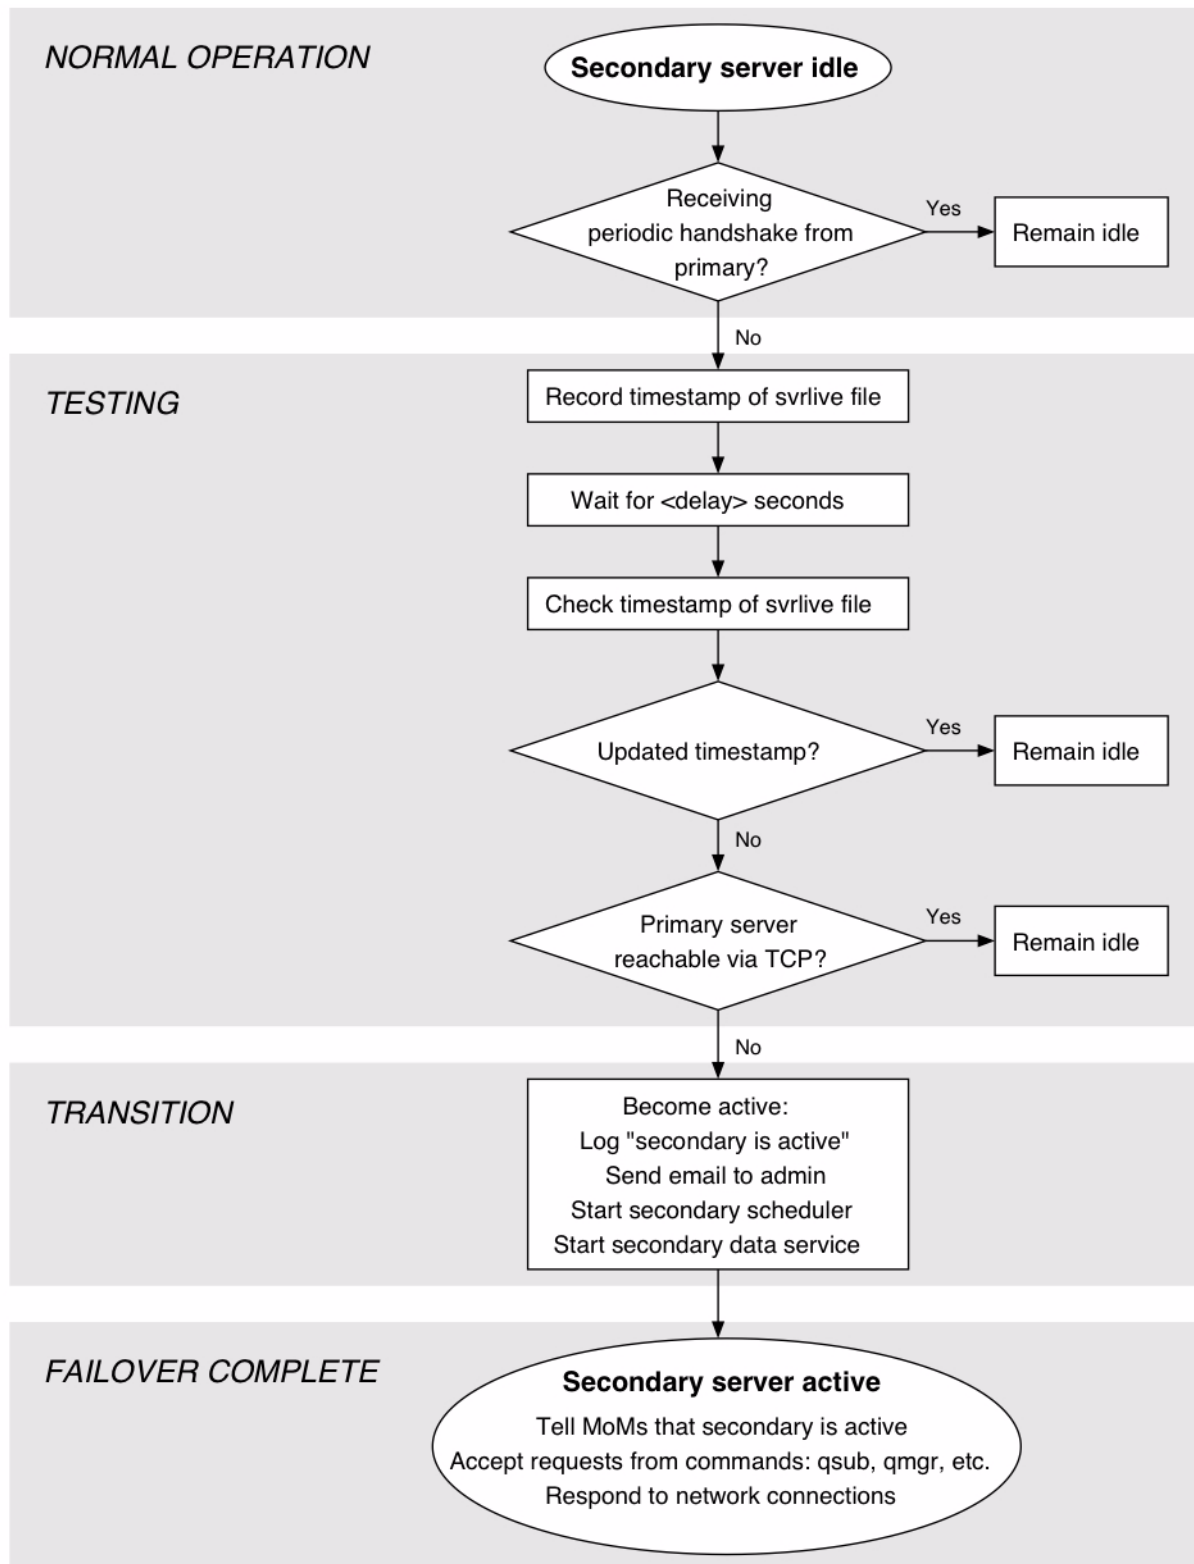 NORMAL OPERATION
Secondary server idle
Receiving
periodic handshake from
primary?
Yes
Remain idle
No
TESTING
Record timestamp of svrlive file
Wait for <delay> seconds
Check timestamp of svrlive file
Updated timestamp?
Yes
Remain idle
No
Primary server
reachable via TCP?
Yes
Remain idle
No
TRANSITION
Become active:
Log "secondary is active"
Send email to admin
Start secondary scheduler
Start secondary data service
FAILOVER COMPLETE
Secondary server active
Tell MoMs that secondary is active
Accept requests from commands: qsub, qmgr, etc.
Respond to network connections